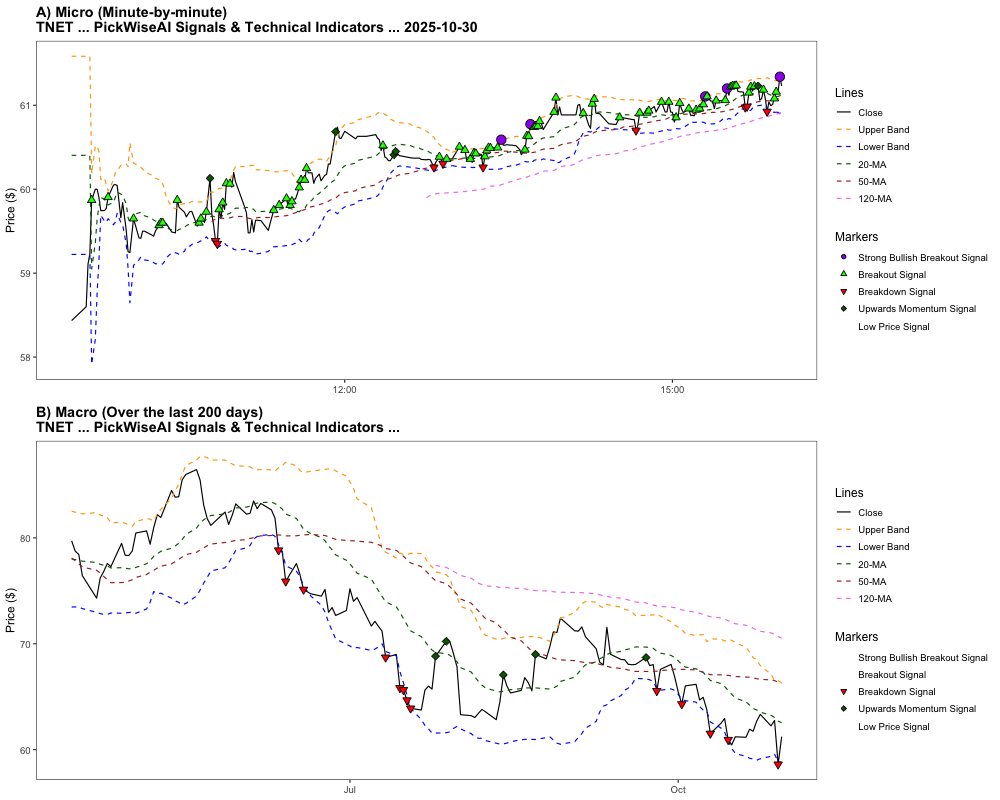 A) Micro (Minute-by-minute)
TNET ... PickWiseAI Signals & Technical Indicators ... 2025-10-30
Price ($)
61
60
59
58
12:00
15:00
Lines
Close
Upper Band
Lower Band
20-MA
50-MA
120-MA
Markers
Strong Bullish Breakout Signal
Breakout Signal
Breakdown Signal
Upwards Momentum Signal
Low Price Signal
B) Macro (Over the last 200 days)
TNET ... PickWiseAI Signals & Technical Indicators ...
Price ($)
80
70
60
Jul
Oct
Lines
Close
Upper Band
Lower Band
20-MA
50-MA
120-MA
Markers
Strong Bullish Breakout Signal
Breakout Signal
Breakdown Signal
Upwards Momentum Signal
Low Price Signal